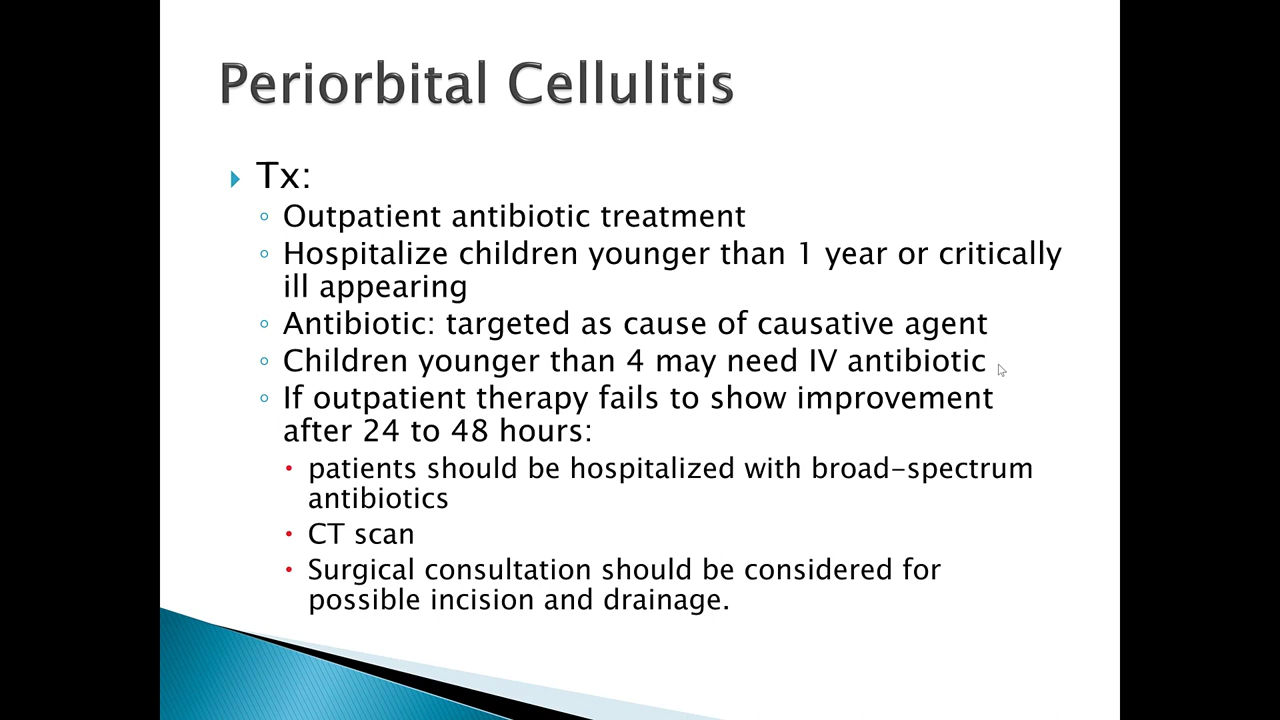 Periorbital Cellulitis
Tx:
Outpatient antibiotic treatment
Hospitalize children younger than 1 year or critically
ill appearing
Antibiotic: targeted as cause of causative agent
Children younger than 4 may need IV antibiotic
If outpatient therapy fails to show improvement
after 24 to 48 hours:
patients should be hospitalized with broad-spectrum
antibiotics
CT scan
Surgical consultation should be considered for
possible incision and drainage.